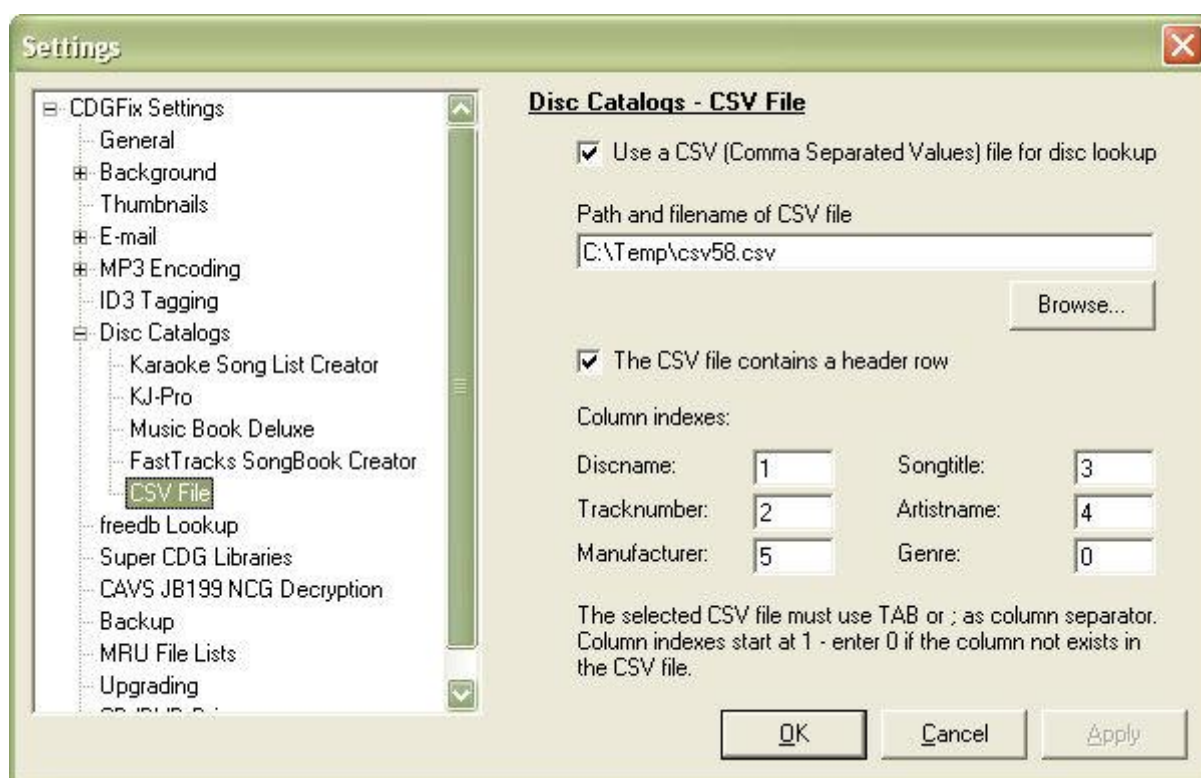 Settings
CDGFix Settings
General
Background
Thumbnails
E-mail
MP3 Encoding
ID3 Tagging
Disc Catalogs
Karaoke Song List Creator
KJ-Pro
Music Book Deluxe
FastTracks SongBook Creator
CSV File
freedb Lookup
Super CDG Libraries
CAVS JB199 NCG Decryption
Backup
MRU File Lists
Upgrading
Disc Catalogs - CSV File
Use a CSV (Comma Separated Values) file for disc lookup
Path and filename of CSV file
C:\Temp\csv58.csv
Browse...
The CSV file contains a header row
Column indexes:
Discname: 1 Songtitle: 3
Tracknumber: 2 Artistname: 4
Manufacturer: 5 Genre: 0
The selected CSV file must use TAB or ; as column separator.
Column indexes start at 1 - enter 0 if the column not exists in
the CSV file.
OK Cancel Apply